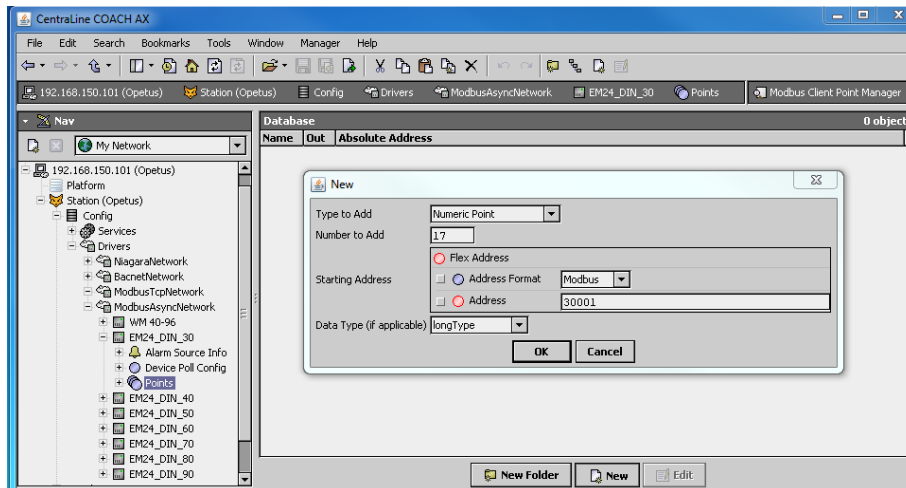 CentraLine COACH AX
File Edit Search Bookmarks Tools Window Manager Help
192.168.150.101 (Opetus) Station (Opetus) Config Drivers ModbusAsyncNetwork EM24_DIN_30 Points Modbus Client Point Manager
Nav
My Network
192.168.150.101 (Opetus)
Platform
Station (Opetus)
Config
Services
Drivers
NiagaraNetwork
BacnetNetwork
ModbusTcpNetwork
ModbusAsyncNetwork
WM 40-96
EM24_DIN_30
Alarm Source Info
Device Poll Config
Points
EM24_DIN_40
EM24_DIN_50
EM24_DIN_60
EM24_DIN_70
EM24_DIN_80
EM24_DIN_90
Database 0 object
Name Out Absolute Address
New
Type to Add Numeric Point
Number to Add 17
Flex Address
Starting Address Address Format Modbus
Address 30001
Data Type (if applicable) longType
OK Cancel
New Folder New Edit